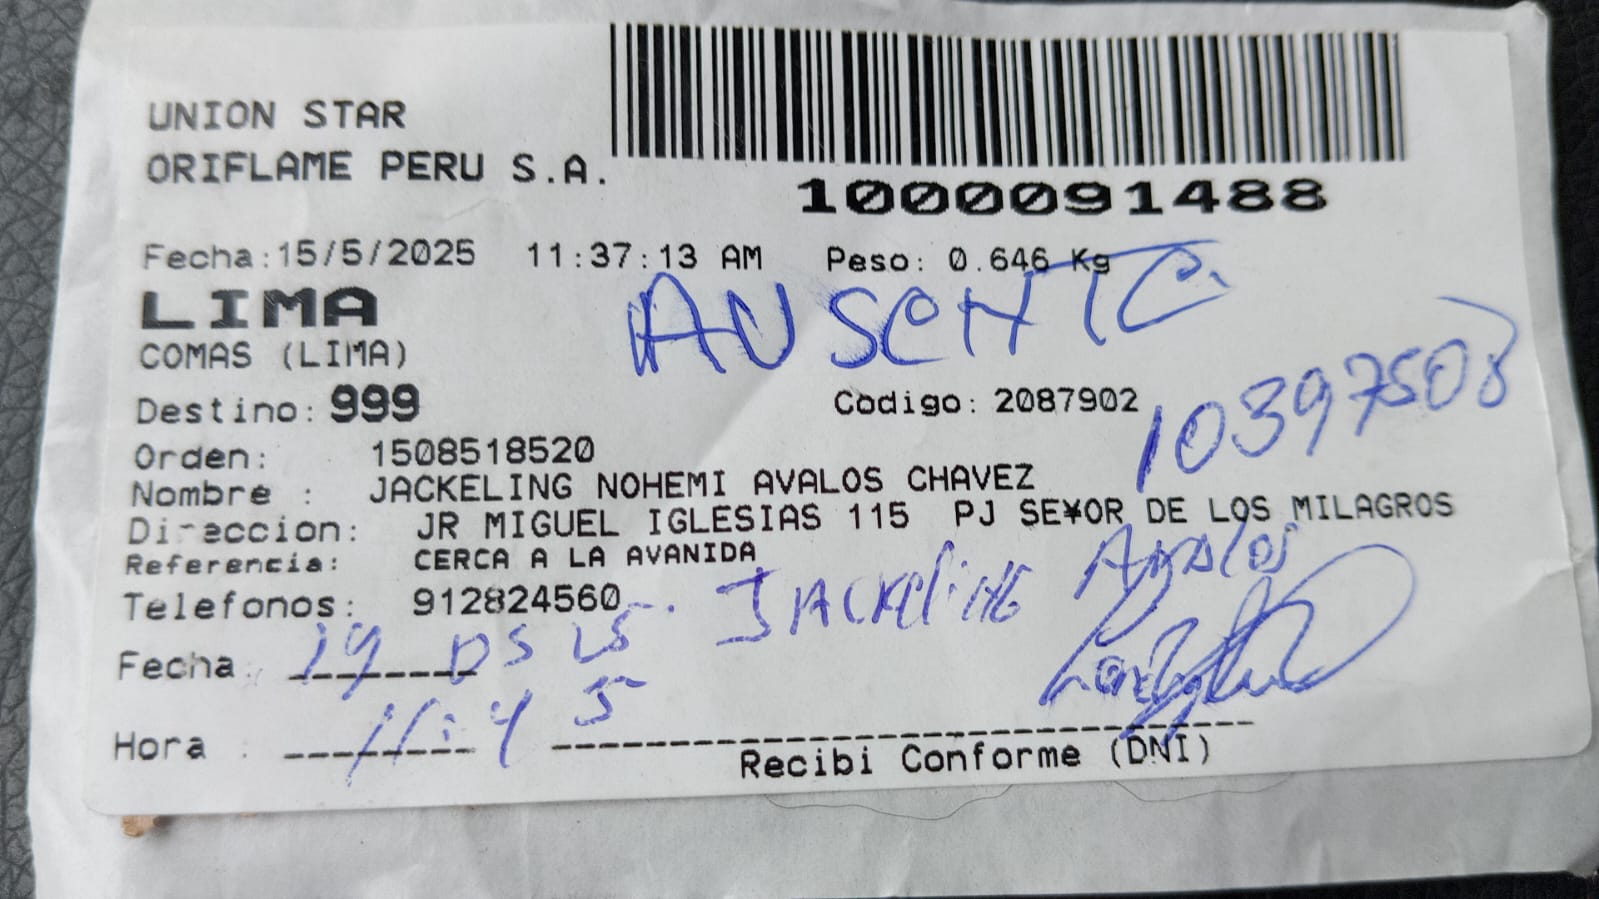 UNION STAR
ORIFLAME PERU S.A.
1000091488
Fecha:15/5/2025 11:37:13 AM Peso: 0.646 Kg
LIMA
AUSENTE
COMAS (LIMA)
Destino: 999 Codigo: 2087902
10397508
Orden: 1508518520
Nombre : JACKELING NOHEMI AVALOS CHAVEZ
Direccion: JR MIGUEL IGLESIAS 115 PJ SE¥OR DE LOS MILAGROS
Referencia: CERCA A LA AVANIDA
Telefonos: 912824560
JACKELING AVALOS
Fecha : 19 05 25
Hora : 11:45
Recibi Conforme (DNI)